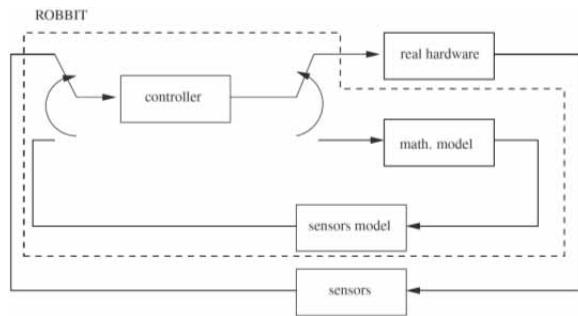 ROBBIT
real hardware
controller
math. model
sensors model
sensors